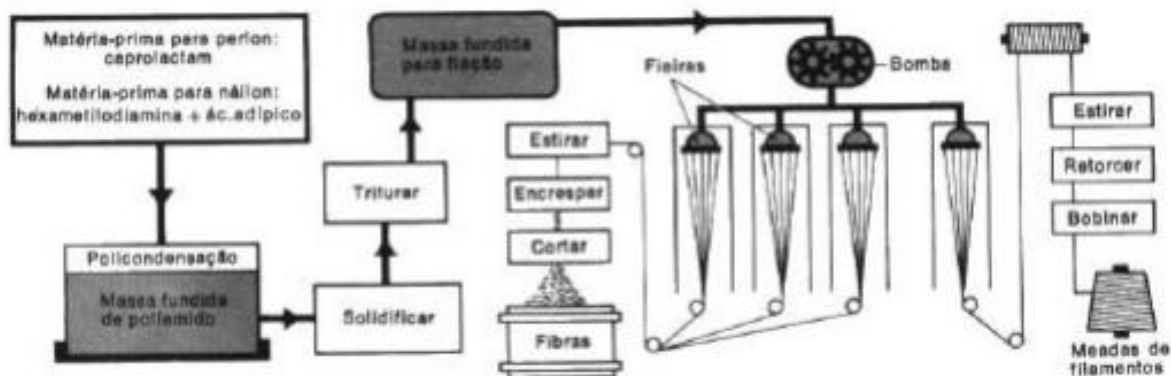 Matéria-prima para perlon:
caprolactam
Matéria-prima para náilon:
hexametilodiamina + ác.adípico
Policondensação
Massa fundida
de poliamido
Solidificar
Triturar
Massa fundida
para fiação
Fieiras
Bomba
Estirar
Encrespar
Cortar
Fibras
Estirar
Retorcer
Bobinar
Meadas de
filamentos